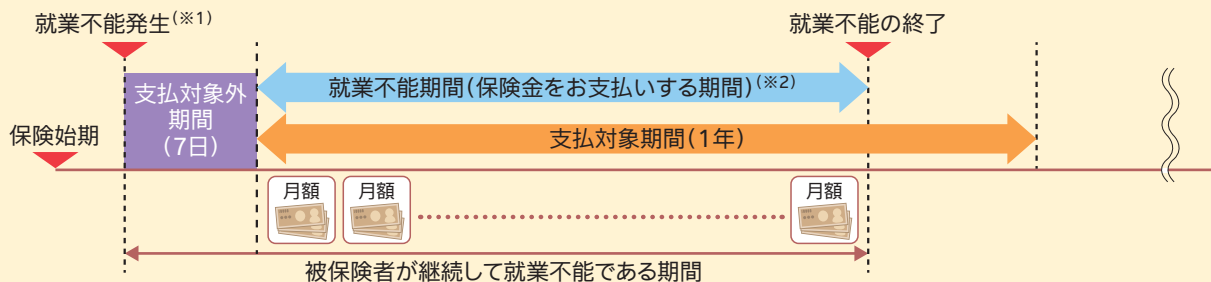 就業不能発生(※1)
就業不能の終了
支払対象外
期間
(7日)
就業不能期間(保険金をお支払いする期間)(※2)
保険始期
支払対象期間(1年)
月額
月額
月額
被保険者が継続して就業不能である期間